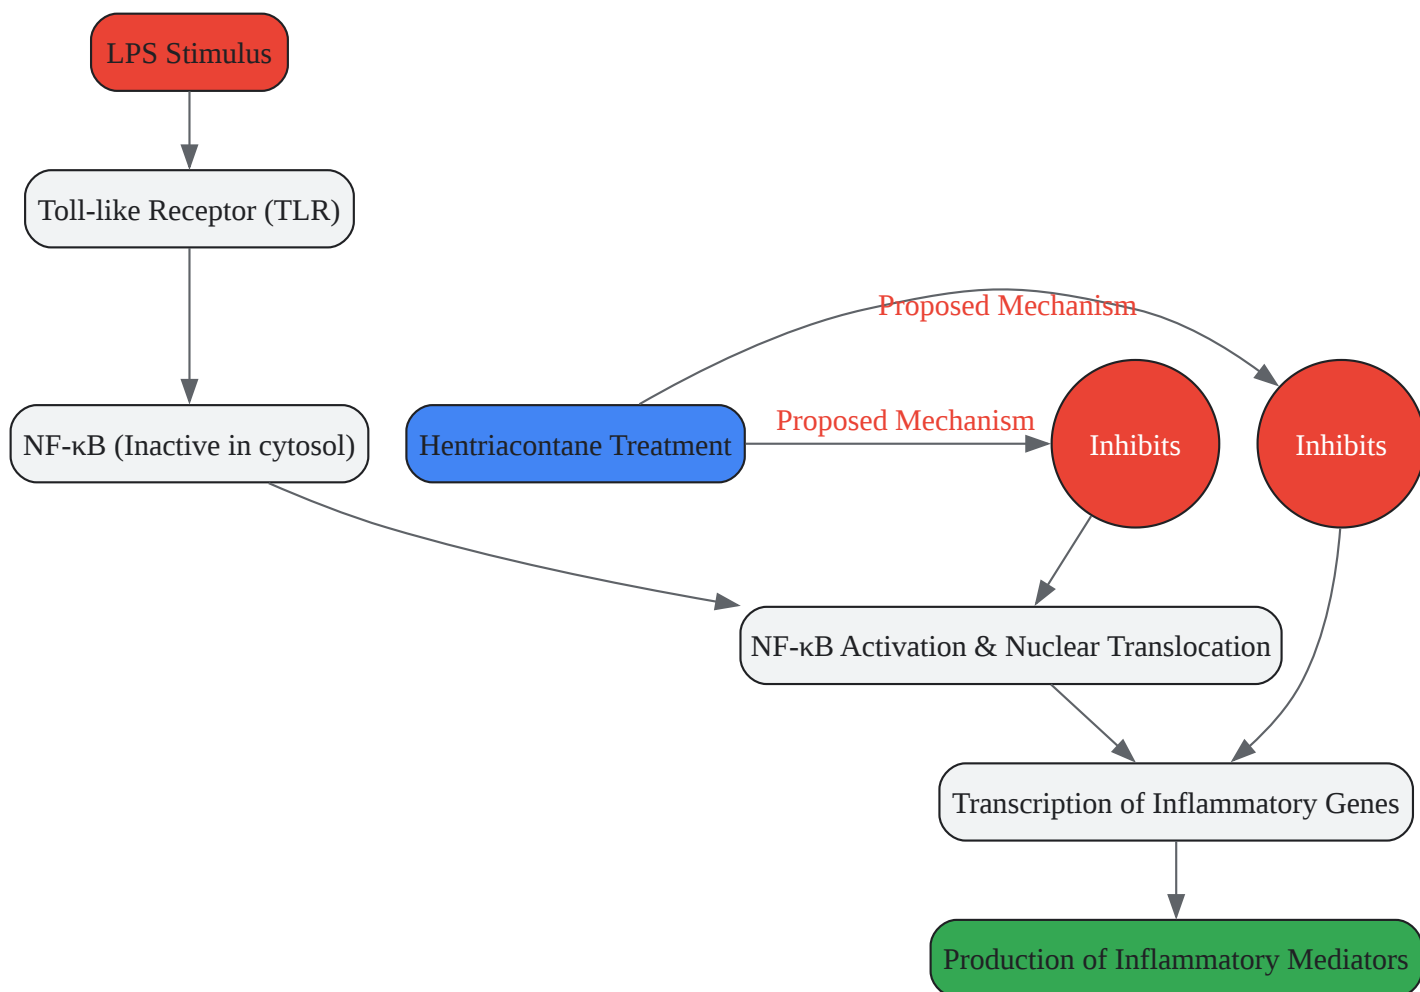 LPS Stimulus
Toll-like Receptor (TLR)
Proposed Mechanism
Proposed Mechanism
NF-κB (Inactive in cytosol)
Hentriacontane Treatment
Inhibits
Inhibits
NF-κB Activation & Nuclear Translocation
Transcription of Inflammatory Genes
Production of Inflammatory Mediators